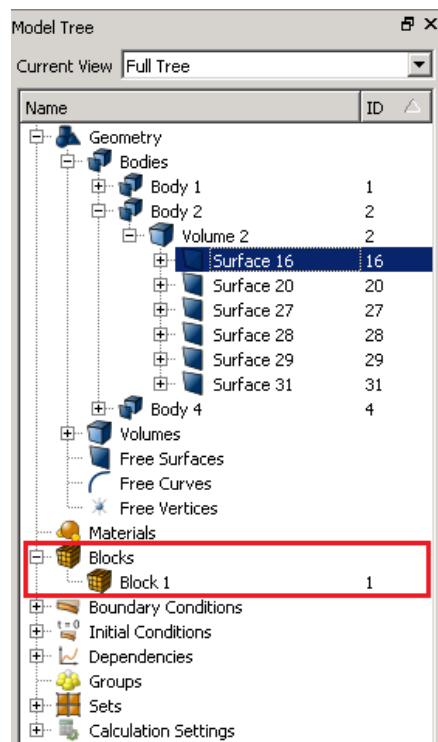 Model Tree
Current View Full Tree
Name ID
Geometry
Bodies
Body 1 1
Body 2 2
Volume 2 2
Surface 16 16
Surface 20 20
Surface 27 27
Surface 28 28
Surface 29 29
Surface 31 31
Body 4 4
Volumes
Free Surfaces
Free Curves
Free Vertices
Materials
Blocks
Block 1 1
Boundary Conditions
t=0 Initial Conditions
Dependencies
Groups
Sets
Calculation Settings